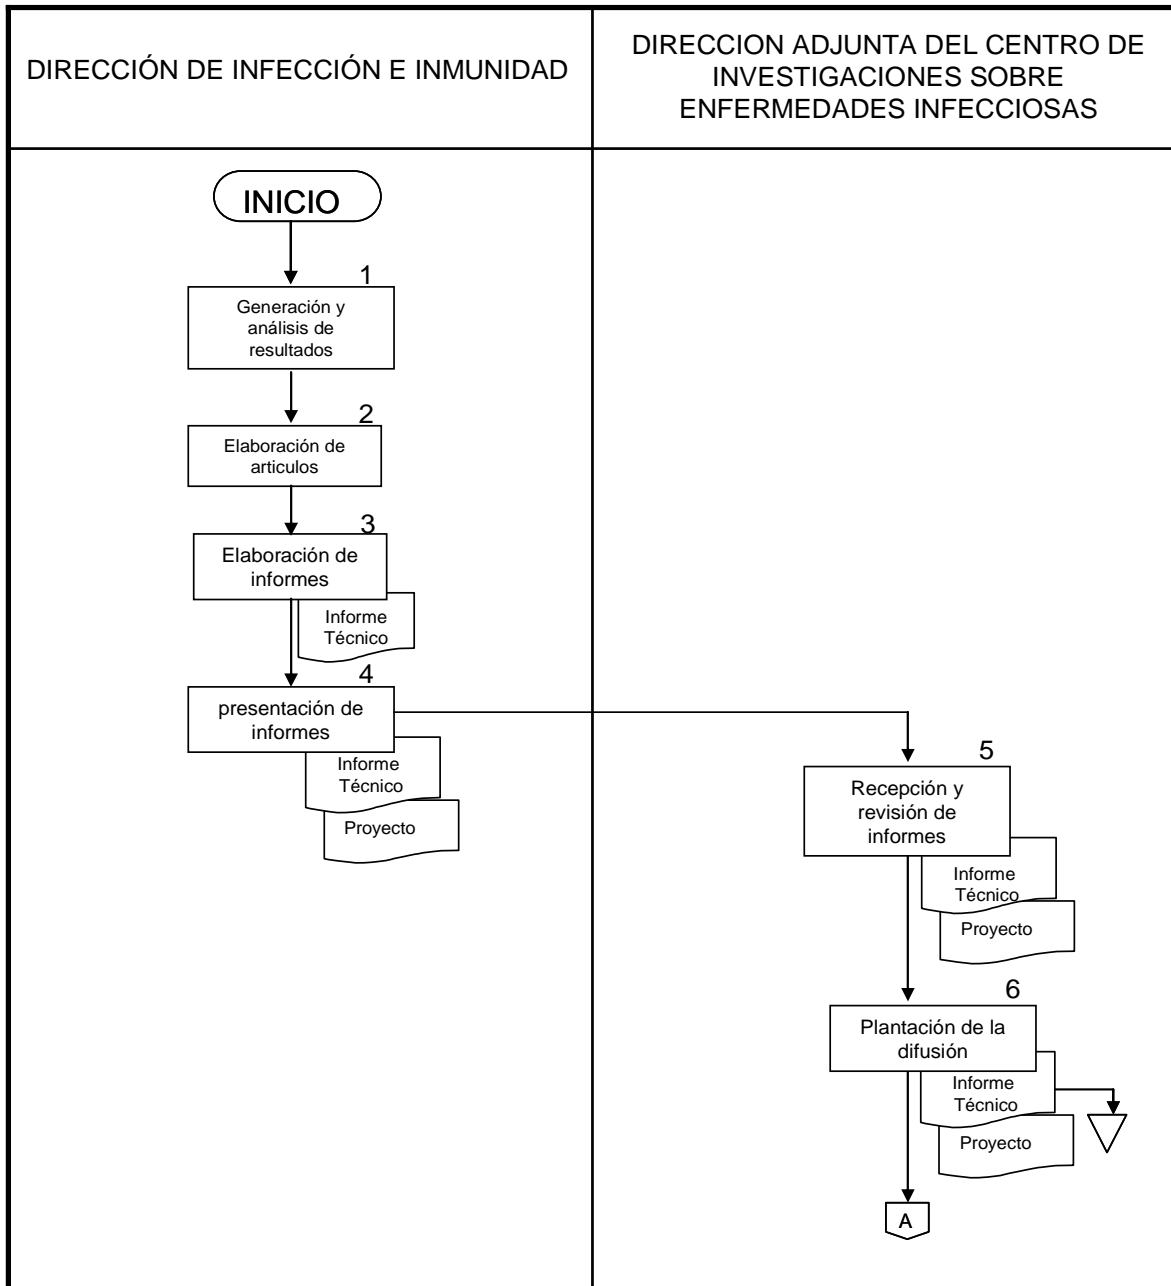 DIRECCIÓN DE INFECCIÓN E INMUNIDAD
DIRECCION ADJUNTA DEL CENTRO DE
INVESTIGACIONES SOBRE
ENFERMEDADES INFECCIOSAS
INICIO
1
Generación y
análisis de
resultados
2
Elaboración de
articulos
3
Elaboración de
informes
Informe
Técnico
4
presentación de
informes
Informe
Técnico
Proyecto
5
Recepción y
revisión de
informes
Informe
Técnico
Proyecto
6
Plantación de la
difusión
Informe
Técnico
Proyecto
A